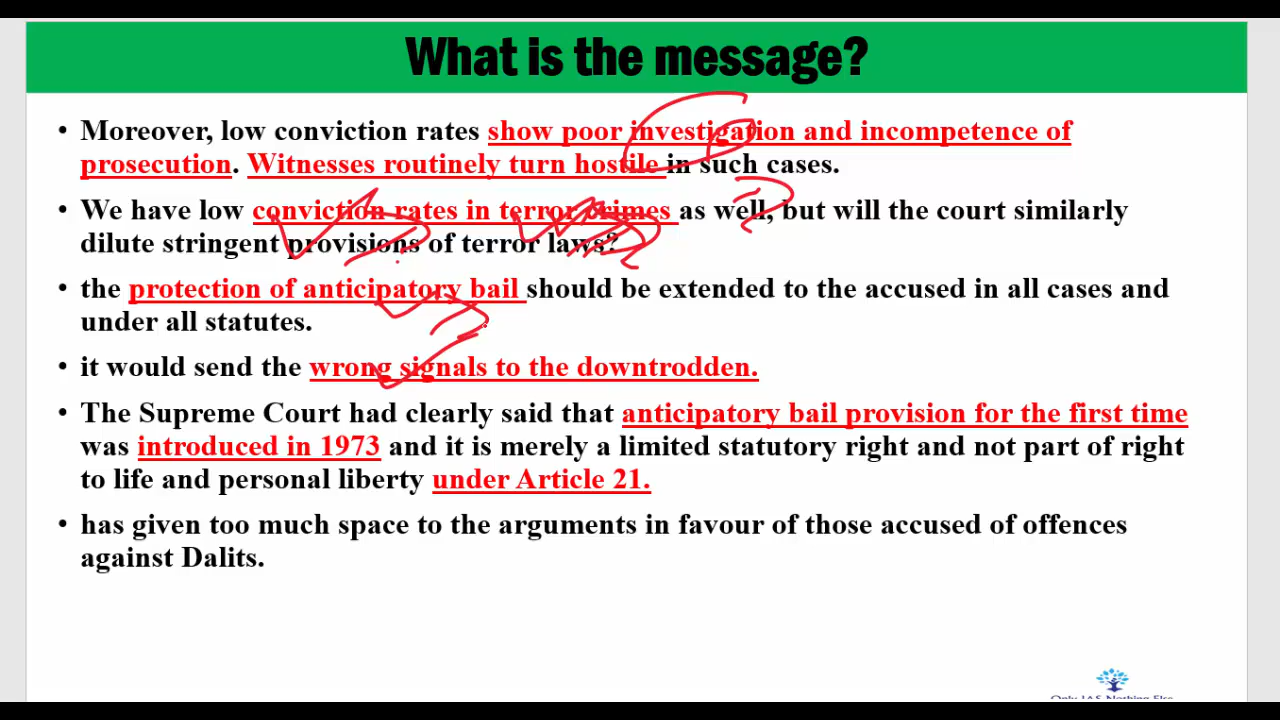 What is the message?
• Moreover, low conviction rates show poor investigation and incompetence of
prosecution. Witnesses routinely turn hostile in such cases.
• We have low conviction rates in terror crimes as well, but will the court similarly
dilute stringent provisions of terror laws?
• the protection of anticipatory bail should be extended to the accused in all cases and
under all statutes.
• it would send the wrong signals to the downtrodden.
• The Supreme Court had clearly said that anticipatory bail provision for the first time
was introduced in 1973 and it is merely a limited statutory right and not part of right
to life and personal liberty under Article 21.
• has given too much space to the arguments in favour of those accused of offences
against Dalits.
Only IAS Nothing Else